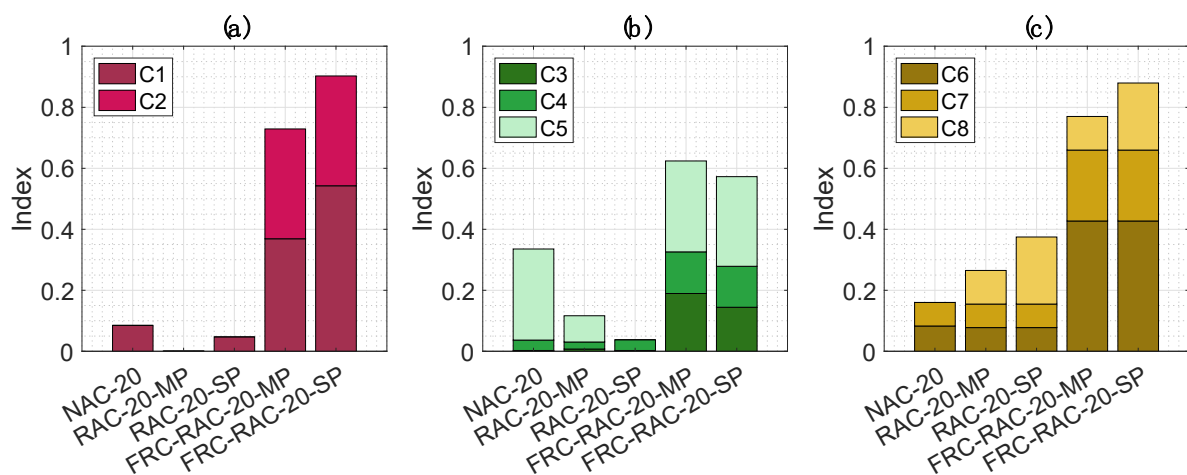 (a)
1
0.8
0.6
0.4
0.2
0
Index
C1
C2
NAC-20
RAC-20-MP
RAC-20-SP
FRC-RAC-20-MP
FRC-RAC-20-SP
(b)
1
0.8
0.6
0.4
0.2
0
Index
C3
C4
C5
NAC-20
RAC-20-MP
RAC-20-SP
FRC-RAC-20-MP
FRC-RAC-20-SP
(c)
1
0.8
0.6
0.4
0.2
0
Index
C6
C7
C8
NAC-20
RAC-20-MP
RAC-20-SP
FRC-RAC-20-MP
FRC-RAC-20-SP